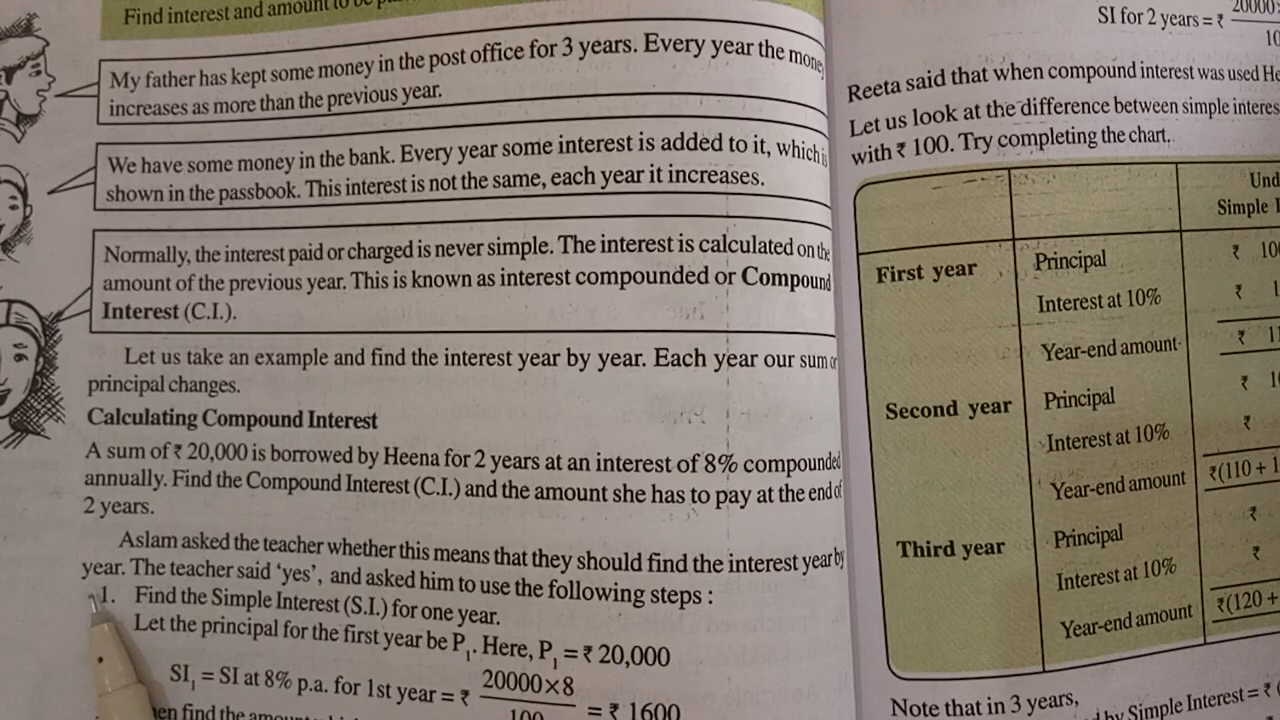 Find interest and amount to be
My father has kept some money in the post office for 3 years. Every year the money
increases as more than the previous year.
We have some money in the bank. Every year some interest is added to it, which is
shown in the passbook. This interest is not the same, each year it increases.
Normally, the interest paid or charged is never simple. The interest is calculated on the
amount of the previous year. This is known as interest compounded or Compound
Interest (C.I.).
Let us take an example and find the interest year by year. Each year our sum or
principal changes.
Calculating Compound Interest
A sum of ₹ 20,000 is borrowed by Heena for 2 years at an interest of 8% compounded
annually. Find the Compound Interest (C.I.) and the amount she has to pay at the end of
2 years.
Aslam asked the teacher whether this means that they should find the interest year by
year. The teacher said ‘yes’, and asked him to use the following steps :
1. Find the Simple Interest (S.I.) for one year.
Let the principal for the first year be P₁. Here, P₁ = ₹ 20,000
SI₁ = SI at 8% p.a. for 1st year = ₹ 20000×8 / 100 = ₹ 1600
find the
SI for 2 years = ₹ 20000
Reeta said that when compound interest was used
Let us look at the difference between simple
with ₹ 100. Try completing the chart.
Simple
First year Principal ₹
Interest at 10% ₹
Year-end amount ₹
Second year Principal ₹
Interest at 10% ₹
Year-end amount ₹(110 +
Third year Principal ₹
Interest at 10% ₹
Year-end amount ₹(120 +
Note that in 3 years,
by Simple Interest = ₹